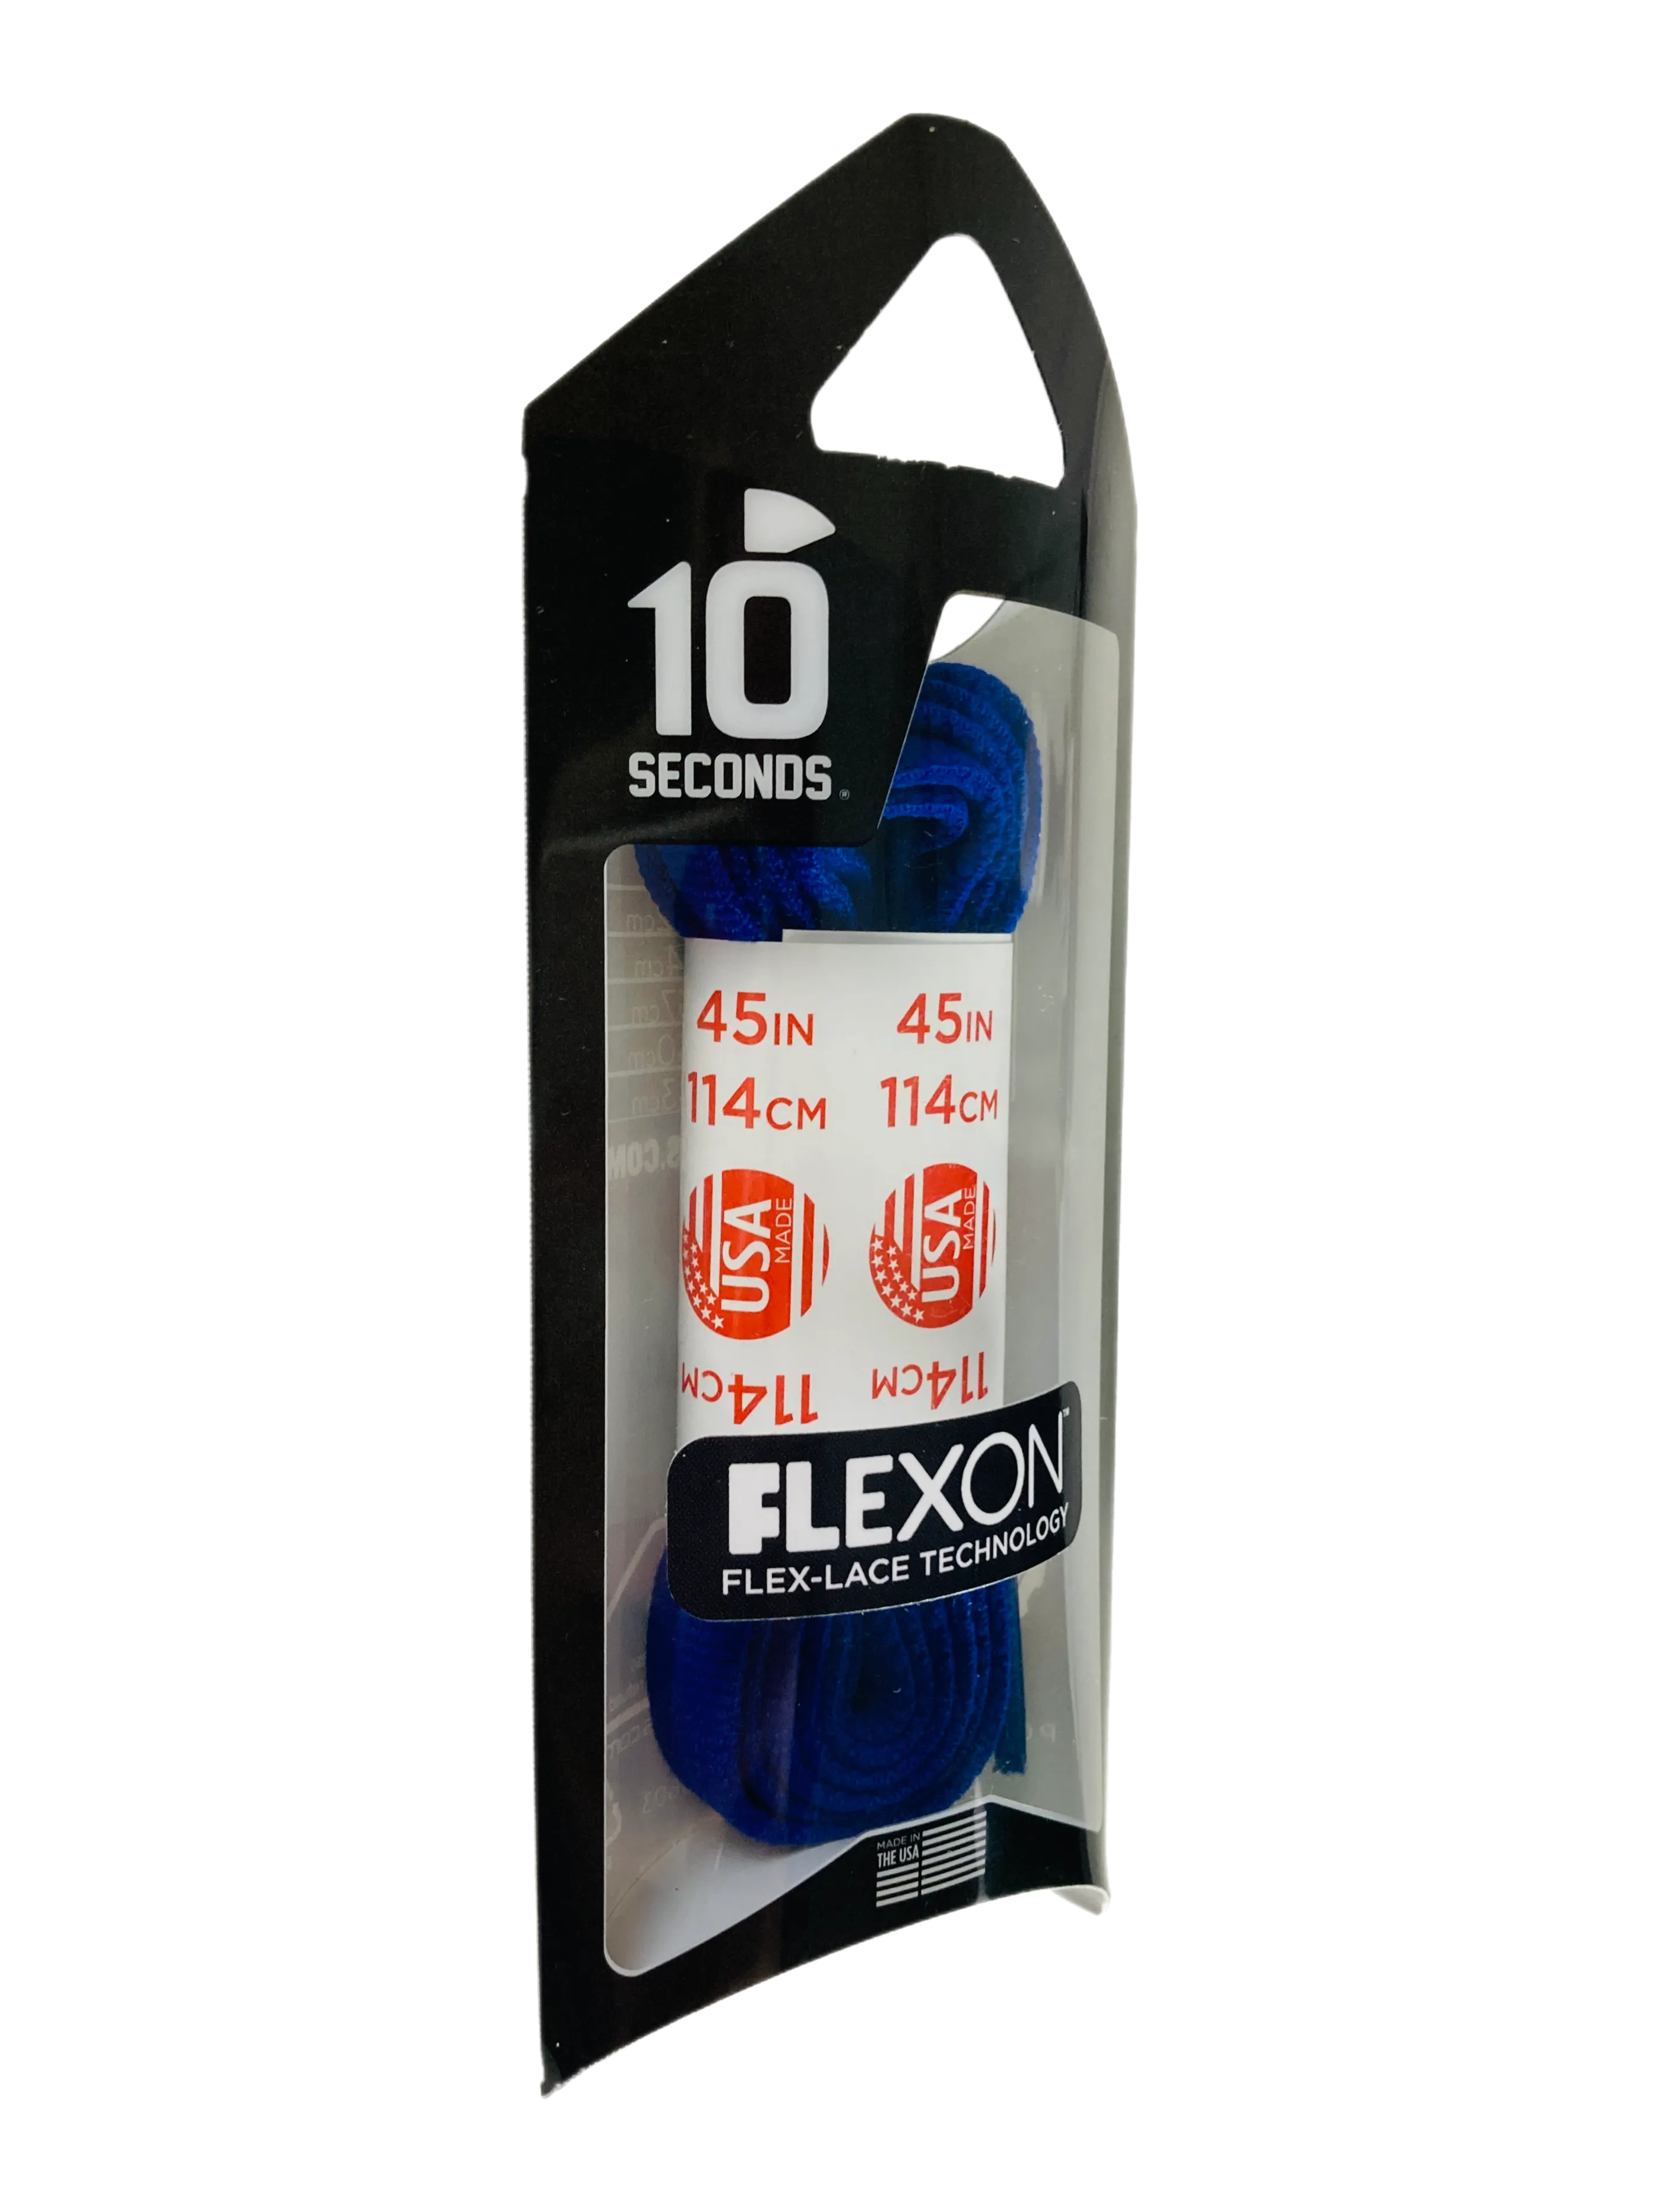 10
SECONDS®
45IN 45IN
114CM 114CM
USA USA
MADE MADE
114CM 114CM
FLEXON™
FLEX-LACE TECHNOLOGY
MADE IN
THE USA